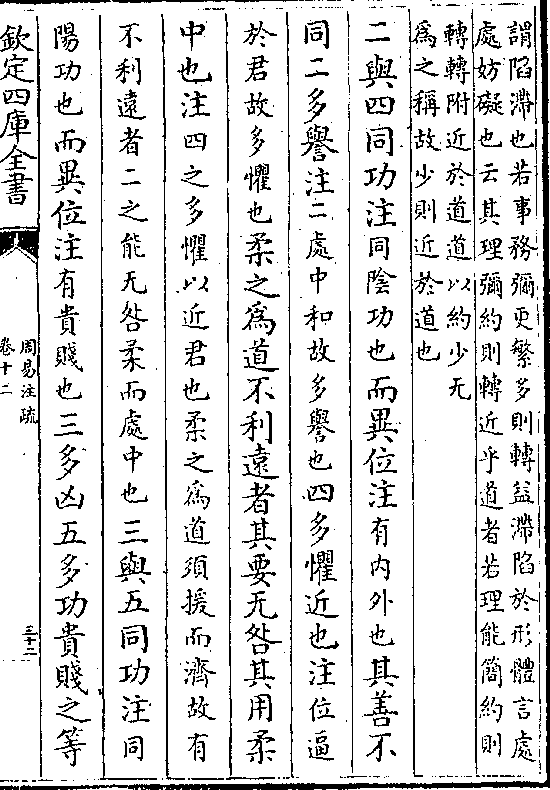 謂陷滯也若事務彌更繁多則轉益滯陷於形體言處
處妨礙也云其理彌約則轉近乎道者若理能簡約則
轉轉附近於道道以約少无
為之稱故少則近於道也
二與四同功注同陰功也而異位注有內外也其善不
同二多譽注二處中和故多譽也四多懼近也注位逼
於君故多懼也柔之為道不利遠者其要无咎其用柔
中也注四之多懼以近君也柔之為道須援而濟故有
不利遠者二之能无咎柔而處中也三與五同功注同
陽功也而異位注有貴賤也三多凶五多功貴賤之等
欽定四庫全書
周易注疏
卷十二
三十二